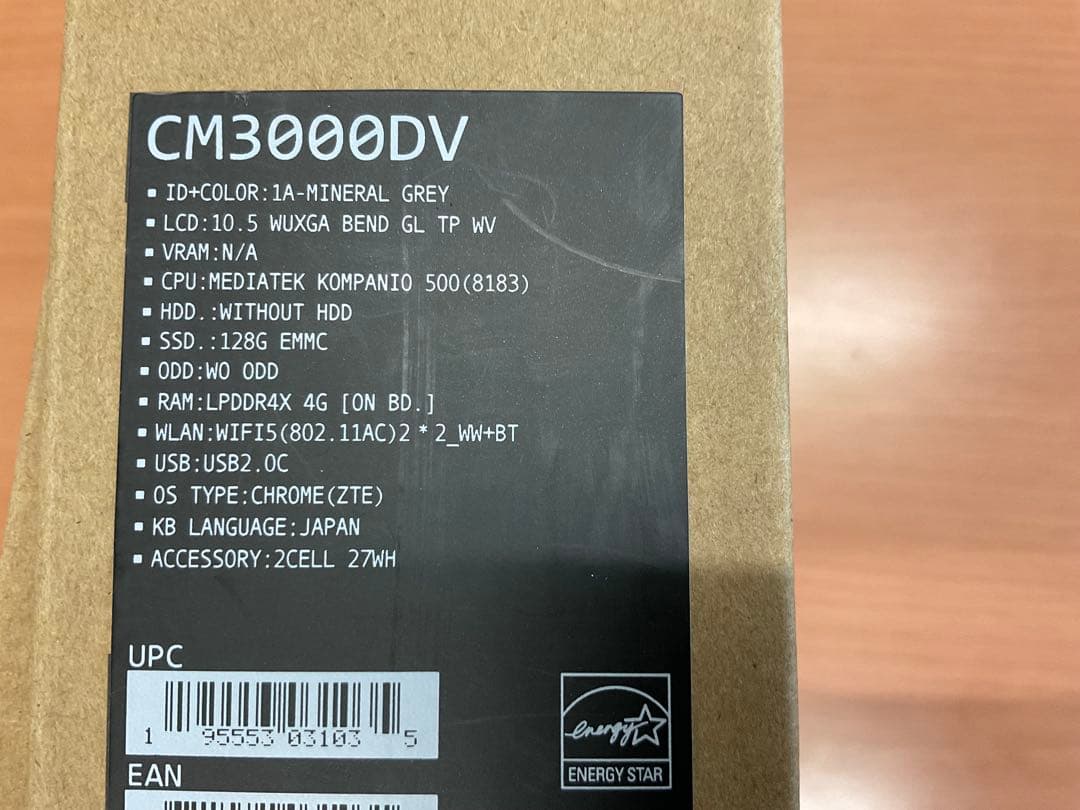 CM3000DV
▪ ID+COLOR:1A-MINERAL GREY
▪ LCD:10.5 WUXGA BEND GL TP WV
▪ VRAM:N/A
▪ CPU:MEDIATEK KOMPANIO 500(8183)
▪ HDD.:WITHOUT HDD
▪ SSD.:128G EMMC
▪ ODD:WO ODD
▪ RAM:LPDDR4X 4G [ON BD.]
▪ WLAN:WIFI5(802.11AC)2*2_WW+BT
▪ USB:USB2.0C
▪ OS TYPE:CHROME(ZTE)
▪ KB LANGUAGE:JAPAN
▪ ACCESSORY:2CELL 27WH
UPC
1 95553 03103 5
energy
ENERGY STAR
EAN